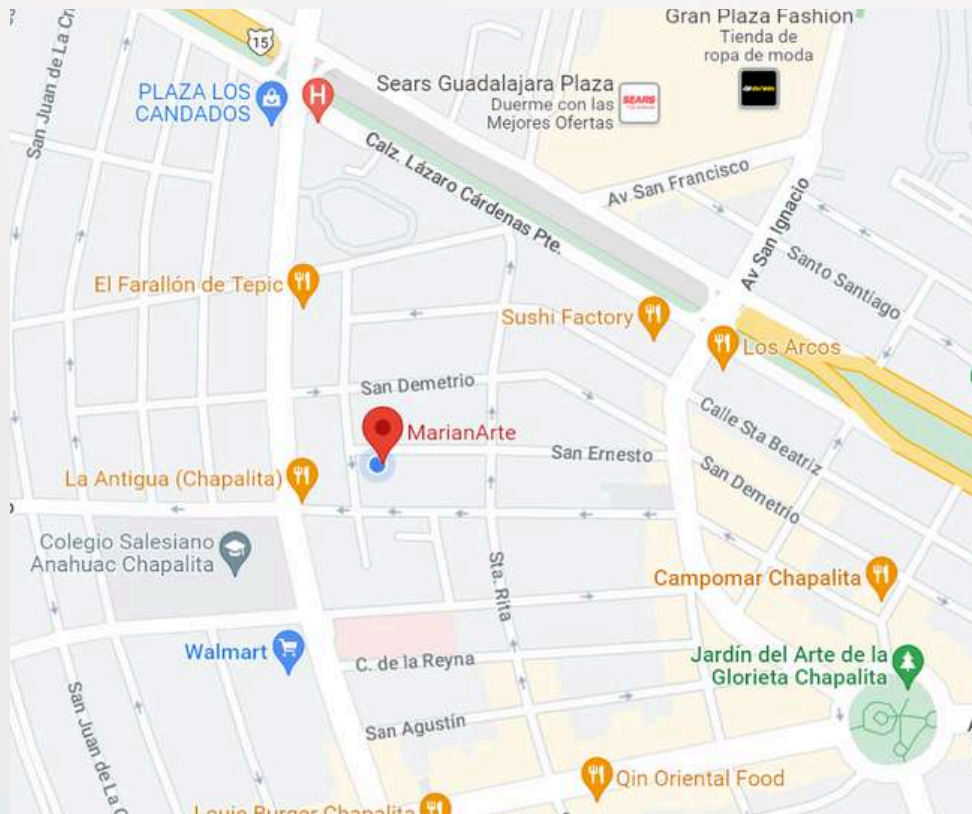 Gran Plaza Fashion
Tienda de
ropa de moda
15
San Juan de La
PLAZA LOS
CANDADOS
H
Sears Guadalajara Plaza
Duerme con las
Mejores Ofertas
SEARS
Calz. Lázaro Cárdenas Pte.
Av San Francisco
Av San Ignacio
Santo Santiago
El Farallón de Tepic
Sushi Factory
Los Arcos
San Demetrio
Calle Sta Beatriz
MarianArte
San Ernesto
San Demetrio
La Antigua (Chapalita)
Colegio Salesiano
Anahuac Chapalita
Sta. Rita
Campomar Chapalita
Walmart
C. de la Reyna
Jardín del Arte de la
Glorieta Chapalita
San Juan de La
San Agustín
Qin Oriental Food
Louie Burger Chapalita